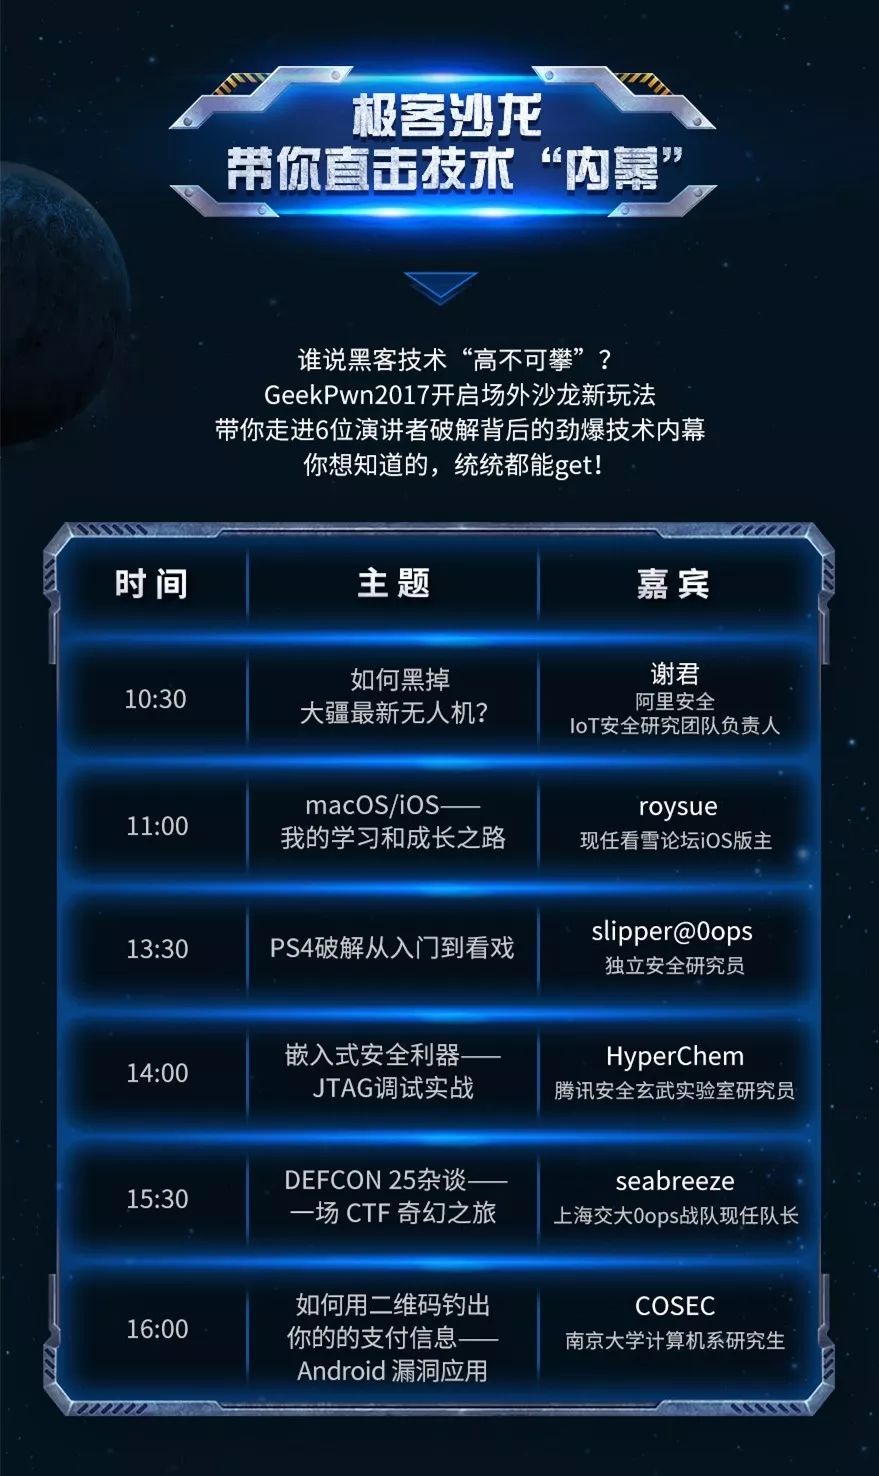 极客沙龙
带你直击技术“内幕”
谁说黑客技术“高不可攀”?
GeekPwn2017开启场外沙龙新玩法
带你走进6位演讲者破解背后的劲爆技术内幕
你想知道的，统统都能get!
时间 主题 嘉宾
10:30
如何黑掉
大疆最新无人机?
谢君
阿里安全
IoT安全研究团队负责人
11:00
macOS/iOS——
我的学习和成长之路
roysue
现任看雪论坛iOS版主
13:30
PS4破解从入门到看戏
slipper@0ops
独立安全研究员
14:00
嵌入式安全利器——
JTAG调试实战
HyperChem
腾讯安全玄武实验室研究员
15:30
DEFCON 25杂谈——
一场 CTF 奇幻之旅
seabreeze
上海交大0ops战队现任队长
16:00
如何用二维码钓出
你的的支付信息——
Android 漏洞应用
COSEC
南京大学计算机系研究生